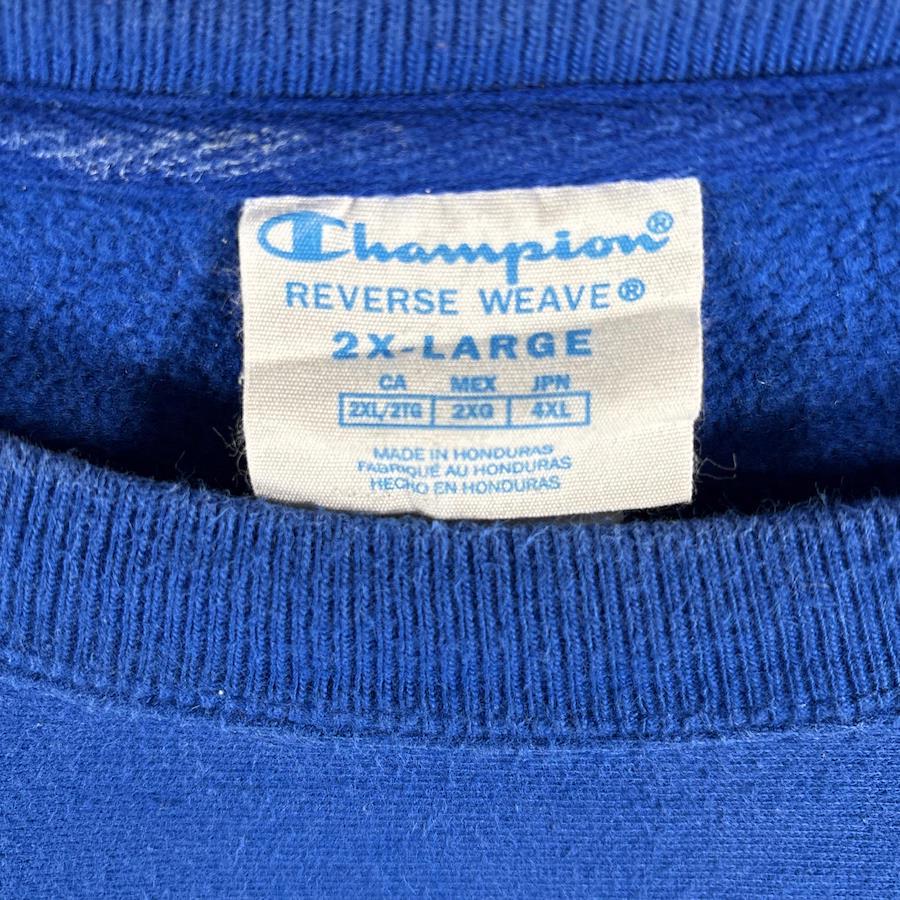 Champion®
REVERSE WEAVE®
2X-LARGE
CA MEX JPN
2XL/2TG 2XG 4XL
MADE IN HONDURAS
FABRIQUÉ AU HONDURAS
HECHO EN HONDURAS